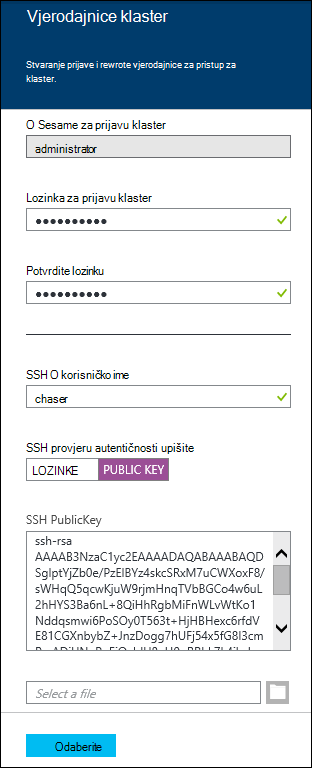 Vjerodajnice klaster
Stvaranje prijave i rewrote vjerodajnice za pristup za
klaster.
O Sesame za prijavu klaster
administrator
Lozinka za prijavu klaster
●●●●●●●●●●
Potvrdite lozinku
●●●●●●●●●●
SSH O korisničko ime
chaser
SSH provjeru autentičnosti upišite
LOZINKE PUBLIC KEY
SSH PublicKey
ssh-rsa
AAAAB3NzaC1yc2EAAAADAQABAAABAQD
SgIptYjZb0e/PzElBYz4skcSRxM7uCWXoxF8/
sWHqQ5qcwKjuW9rjmHnqTVbBGCo4w6uL
2hHYS3Ba6nL+8QiHhRgbMiFnWLvWtKo1
Nddqsmwi6PoSOy0T563t+HjHBHexc6rfdV
E81CGXnbybZ+JnzDogg7hUFj54x5fG8I3cm
Select a file
Odaberite